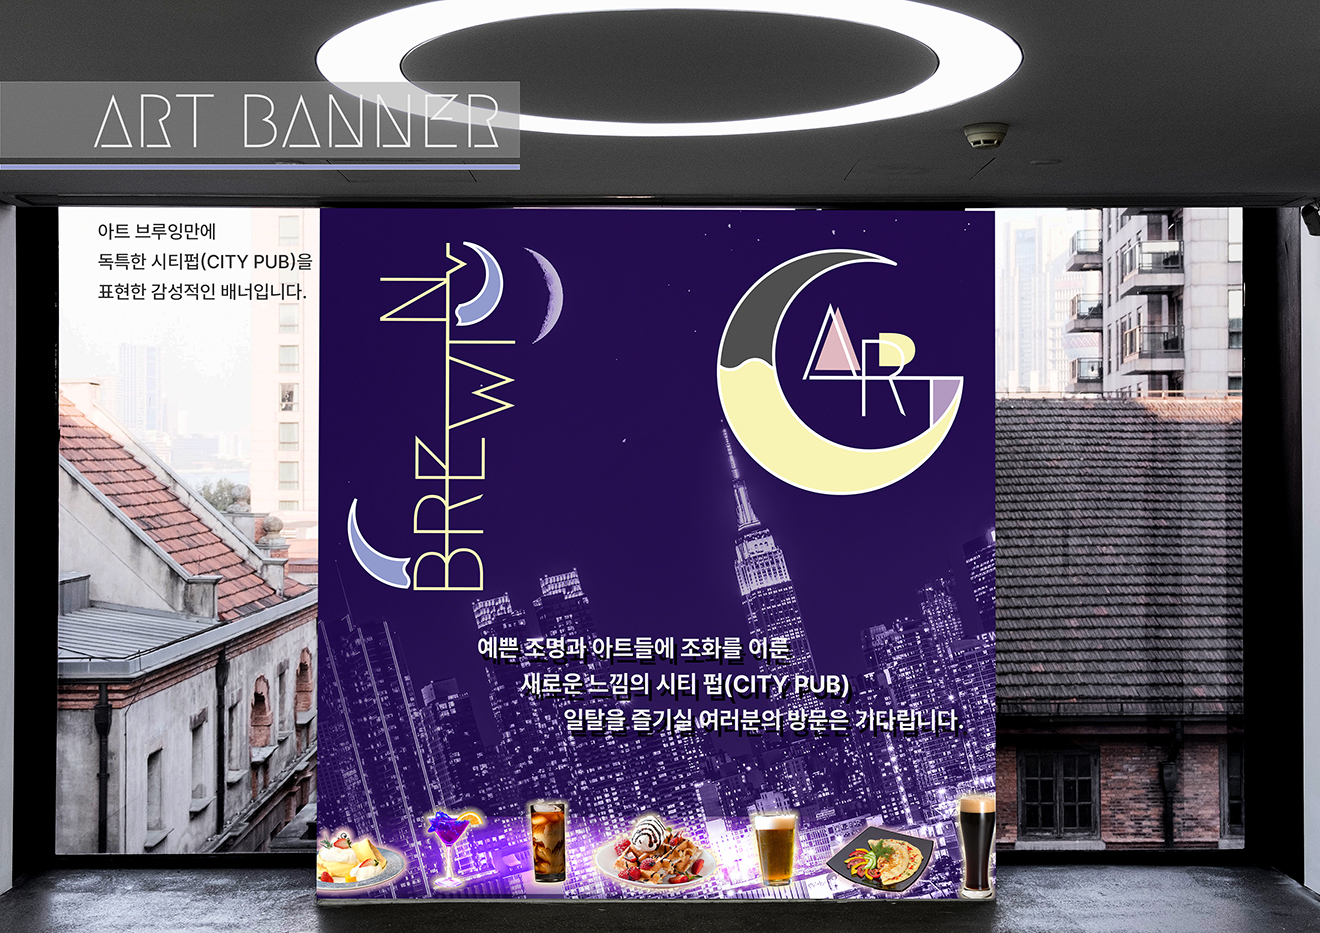 ART BANNER
아트 브루잉만에
독특한 시티펍(CITY PUB)을
표현한 감성적인 배너입니다.
BREWIN
ART
예쁜 조명과 아트들에 조화를 이룬
새로운 느낌의 시티 펍(CITY PUB)
일탈을 즐기실 여러분의 방문은 기다립니다.